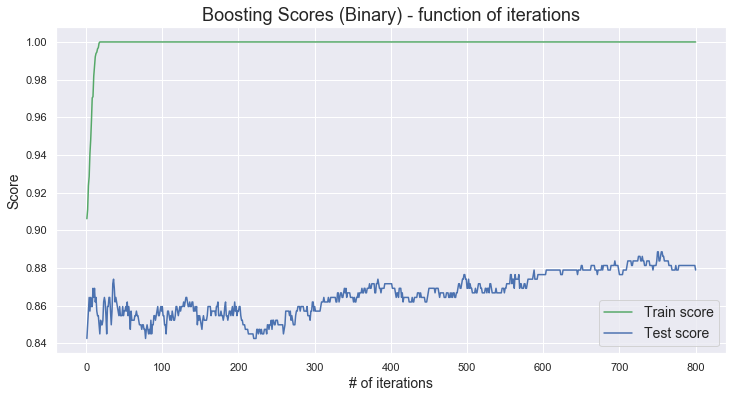 Boosting Scores (Binary) - function of iterations
1.00
0.98
0.96
0.94
0.92
0.90
0.88
0.86
0.84
Score
0 100 200 300 400 500 600 700 800
# of iterations
Train score
Test score